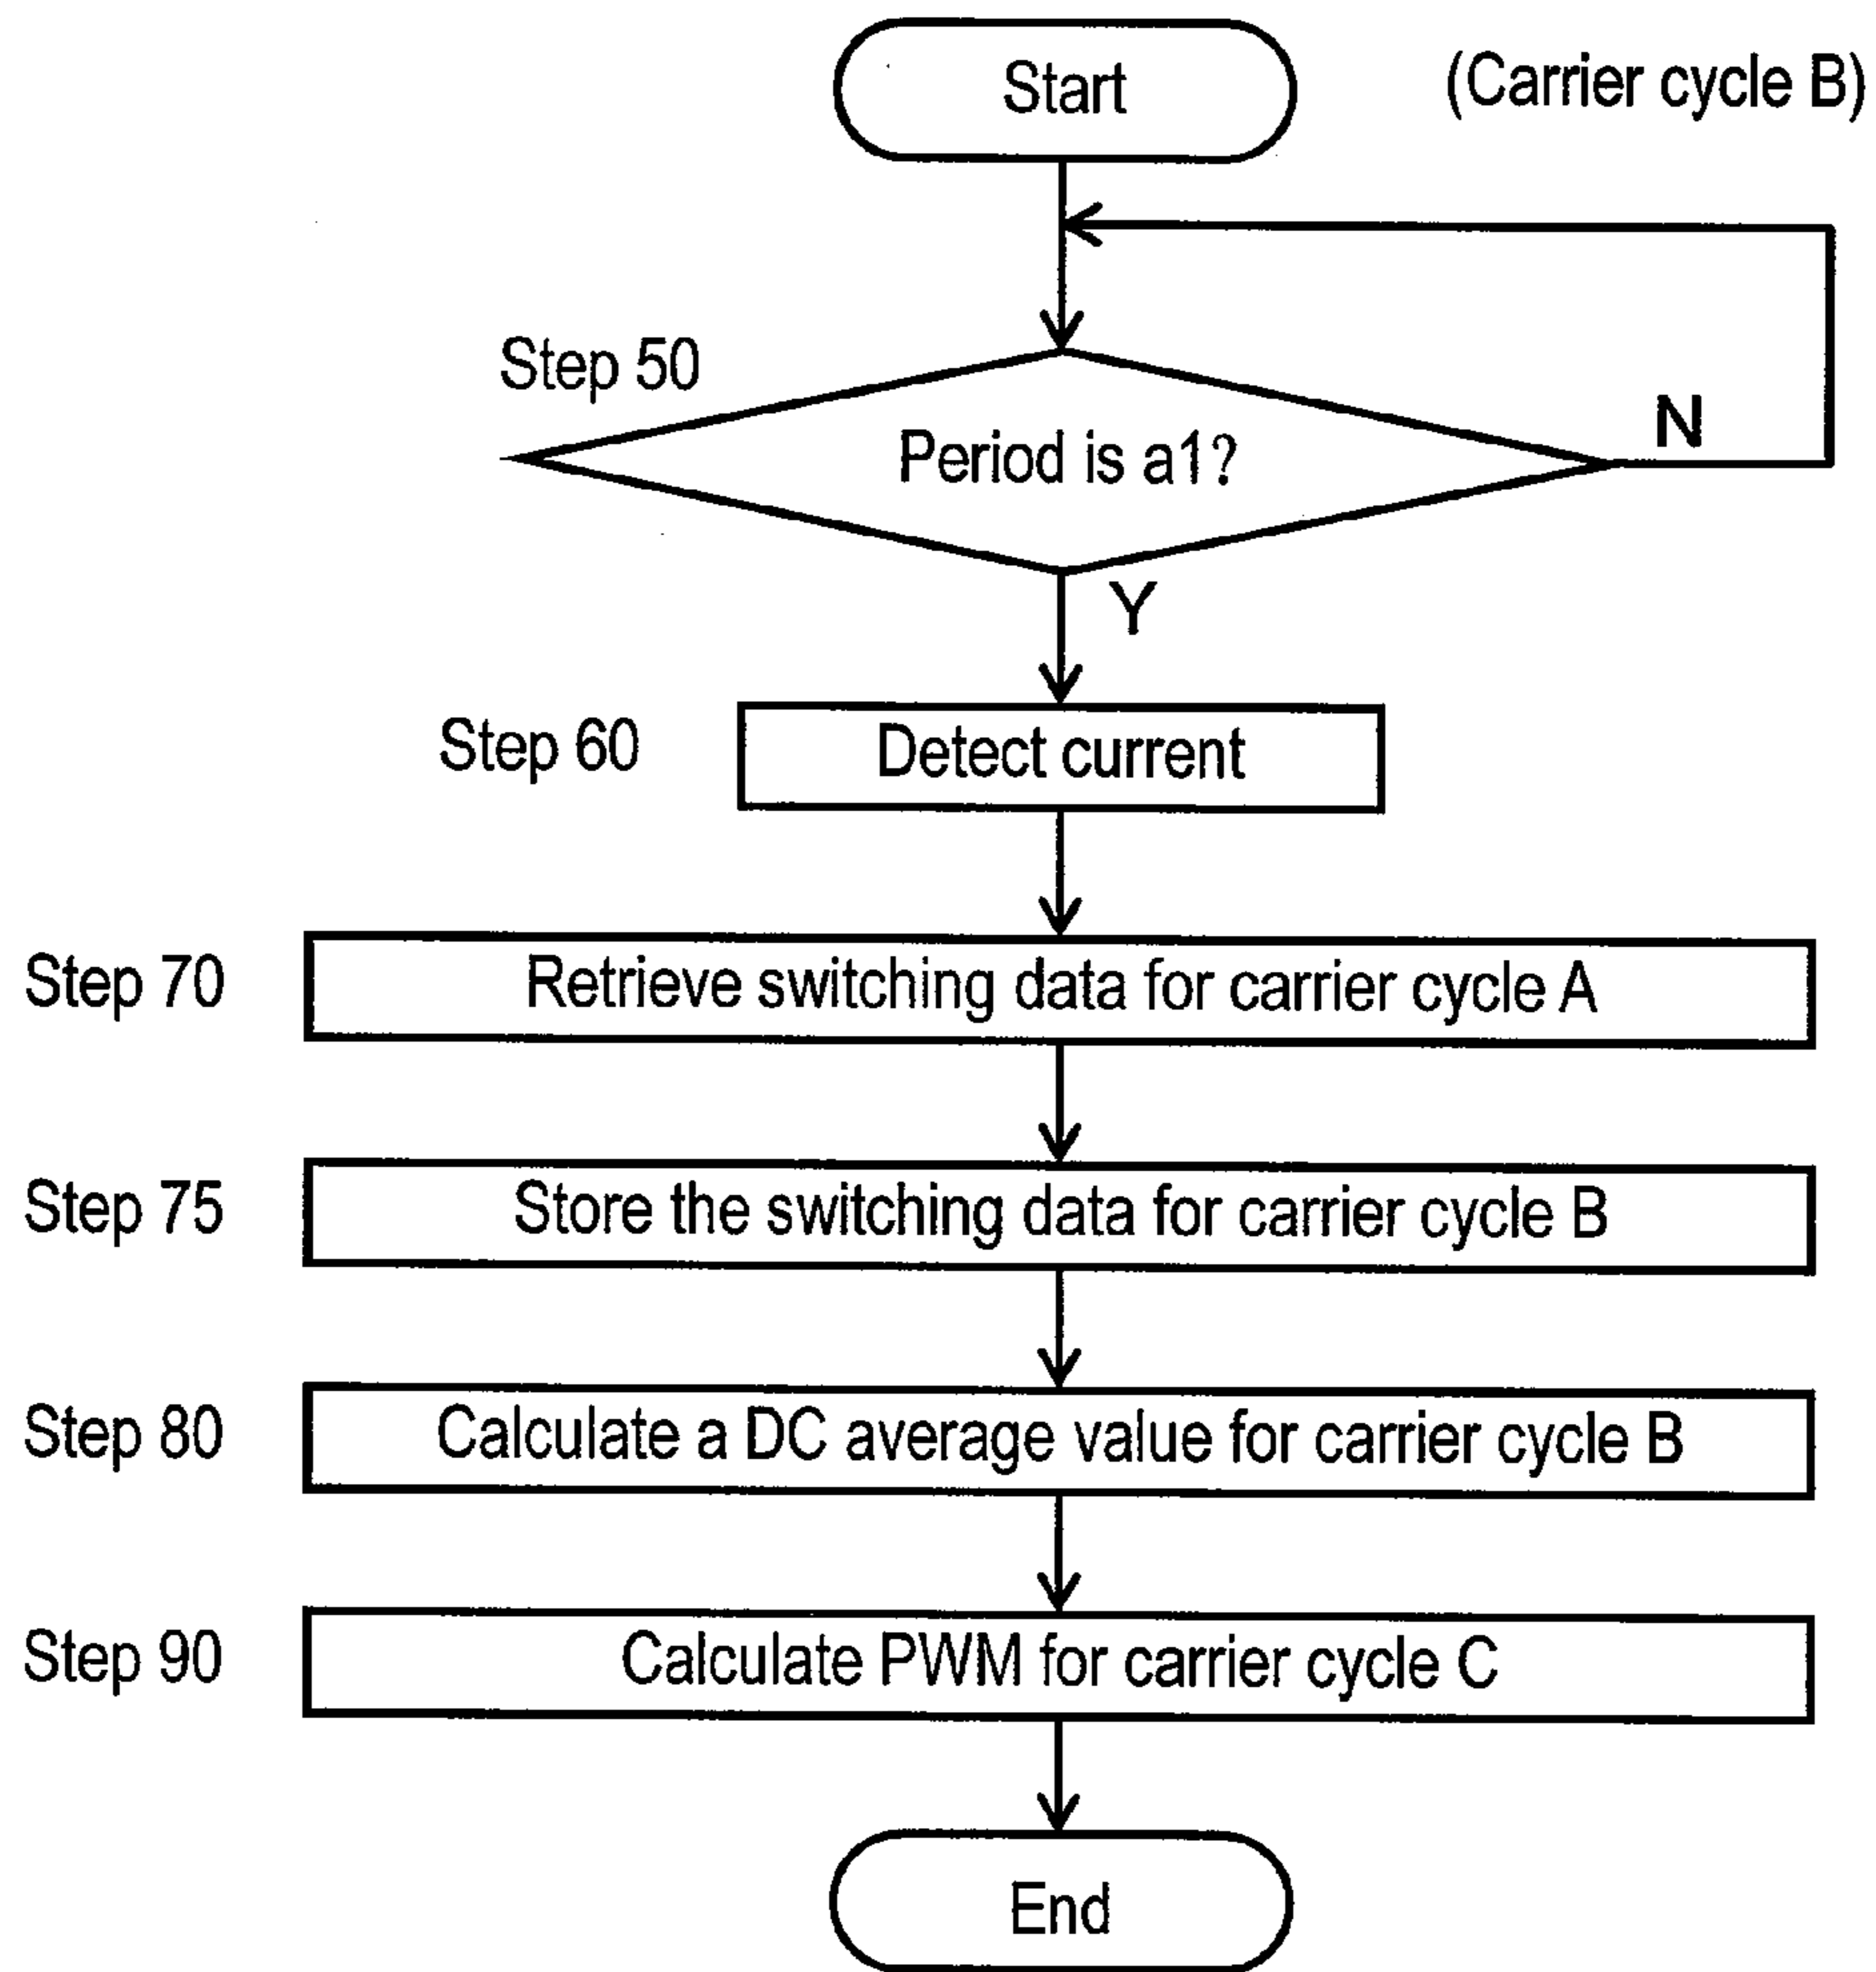 Start
(Carrier cycle B)
Step 50
Period is a1?
N
Y
Step 60
Detect current
Step 70
Retrieve switching data for carrier cycle A
Step 75
Store the switching data for carrier cycle B
Step 80
Calculate a DC average value for carrier cycle B
Step 90
Calculate PWM for carrier cycle C
End